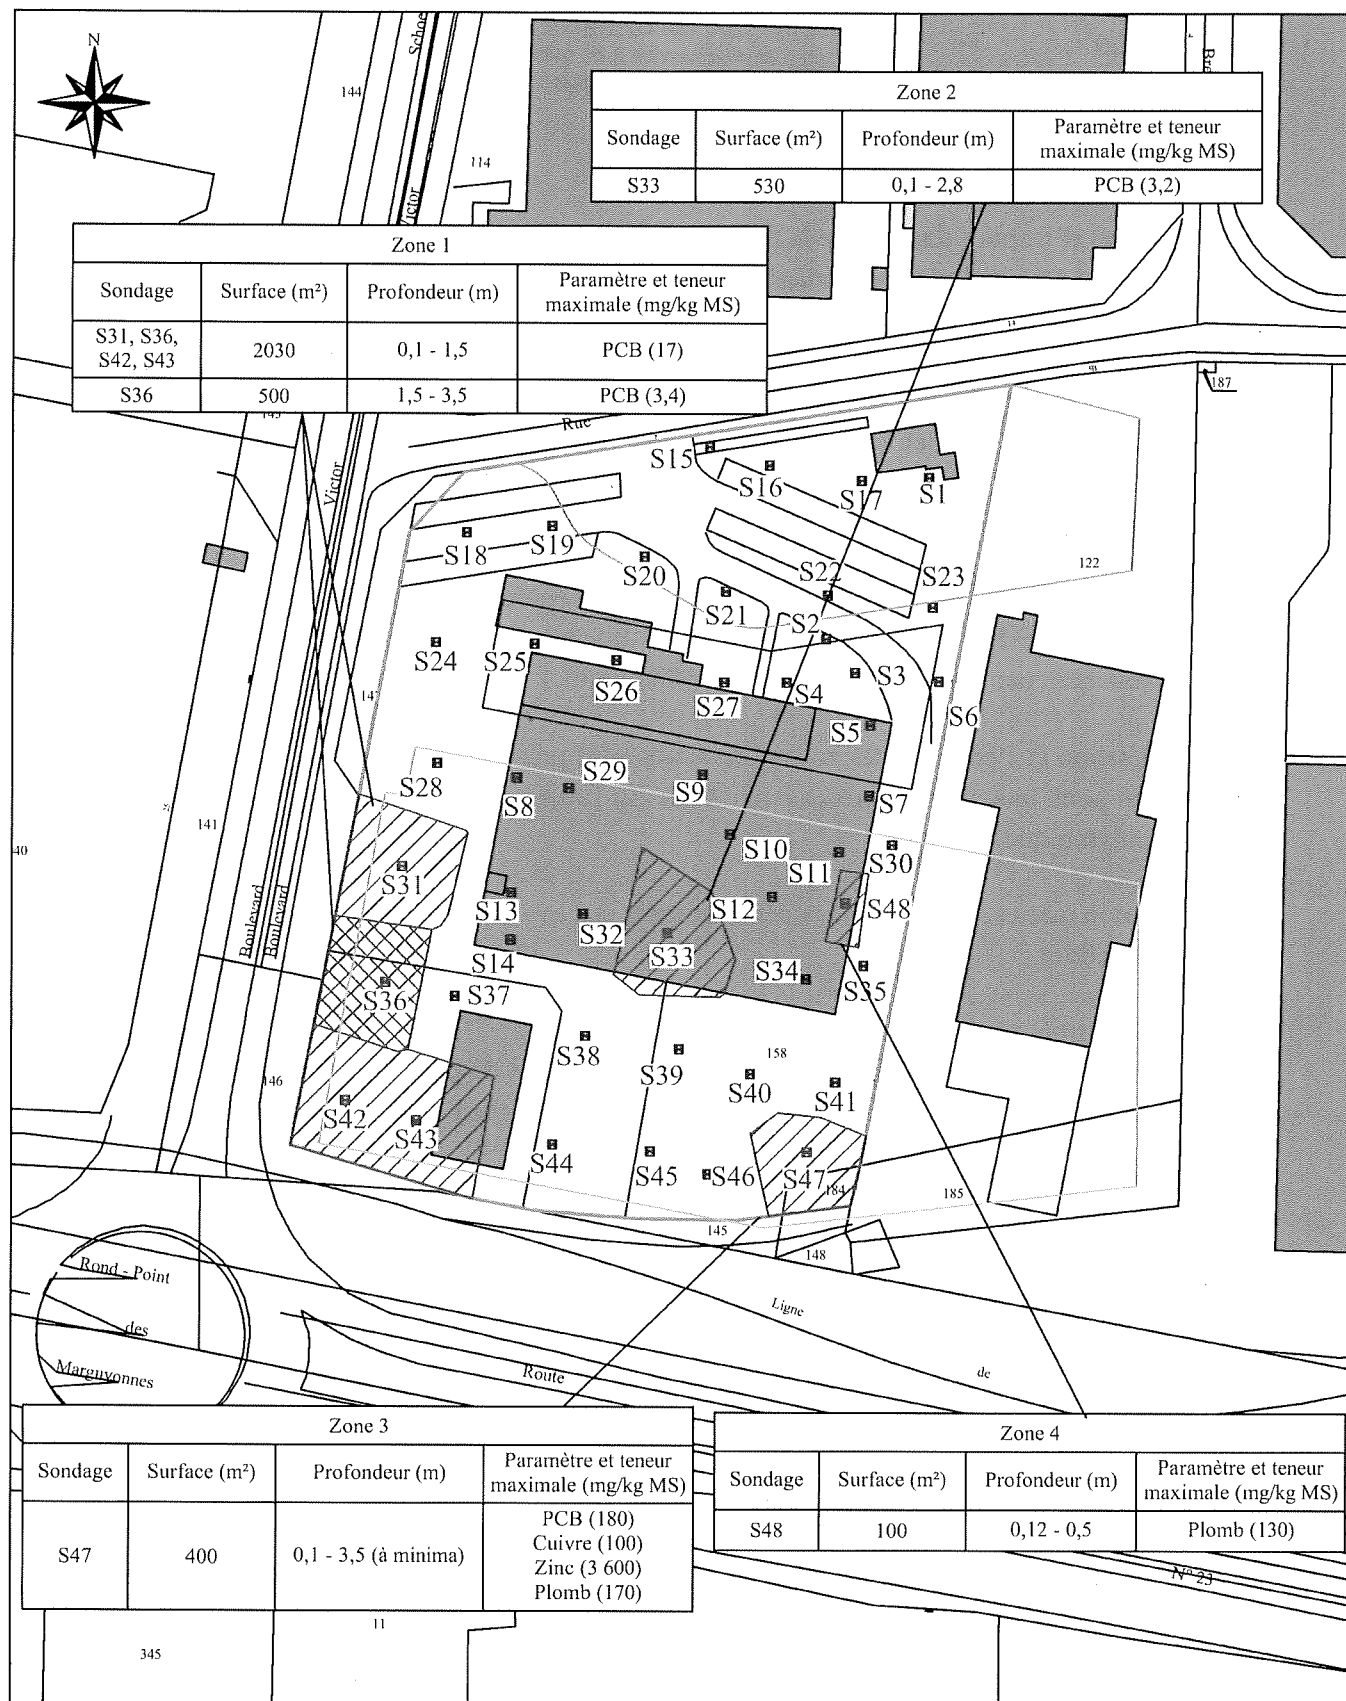 N
144
Schoe
114
Bre
Zone 2
Sondage Surface (m²) Profondeur (m) Paramètre et teneur maximale (mg/kg MS)
S33 530 0,1 - 2,8 PCB (3,2)
Victor
Zone 1
Sondage Surface (m²) Profondeur (m) Paramètre et teneur maximale (mg/kg MS)
S31, S36, S42, S43 2030 0,1 - 1,5 PCB (17)
S36 500 1,5 - 3,5 PCB (3,4)
187
Rue
Victor
S15
S16
S17
S1
S18
S19
S20
S21
S22
S23
122
S2
S24
S25
S26
S27
S4
S3
S6
S5
S28
S8
S29
S9
S7
141
40
S10
S11
S30
S31
S13
S32
S12
S48
Boulevard
Boulevard
S14
S33
S34
S35
S36
S37
S38
S39
158
S40
S41
146
S42
S43
S44
S45
S46
S47
184
185
145
148
Rond - Point
des
Marguyonnes
Ligne
de
Route
N° 23
Zone 3
Sondage Surface (m²) Profondeur (m) Paramètre et teneur maximale (mg/kg MS)
S47 400 0,1 - 3,5 (à minima) PCB (180)
Cuivre (100)
Zinc (3 600)
Plomb (170)
Zone 4
Sondage Surface (m²) Profondeur (m) Paramètre et teneur maximale (mg/kg MS)
S48 100 0,12 - 0,5 Plomb (130)
11
345